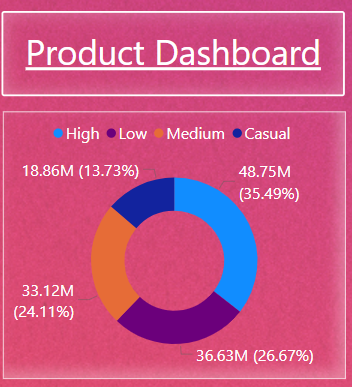 Product Dashboard
High Low Medium Casual
18.86M (13.73%)
48.75M
(35.49%)
33.12M
(24.11%)
36.63M (26.67%)